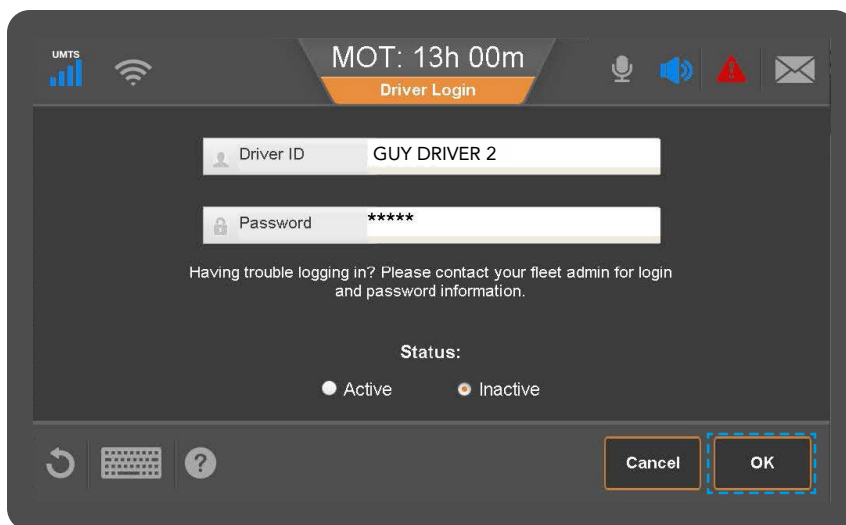 UMTS
MOT: 13h 00m
Driver Login
Driver ID GUY DRIVER 2
Password *****
Having trouble logging in? Please contact your fleet admin for login
and password information.
Status:
Active Inactive
? Cancel OK